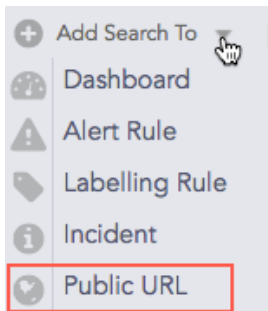 Add Search To
Dashboard
Alert Rule
Labelling Rule
Incident
Public URL